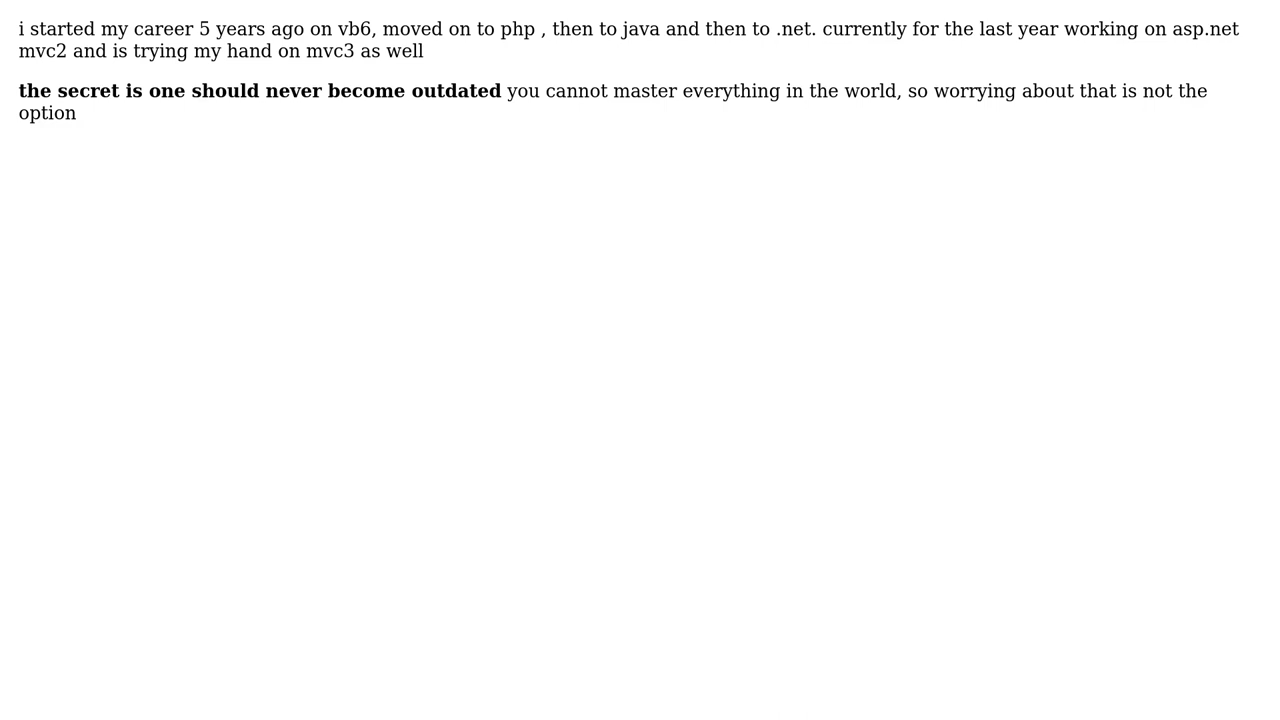 i started my career 5 years ago on vb6, moved on to php , then to java and then to .net. currently for the last year working on asp.net
mvc2 and is trying my hand on mvc3 as well
the secret is one should never become outdated you cannot master everything in the world, so worrying about that is not the
option